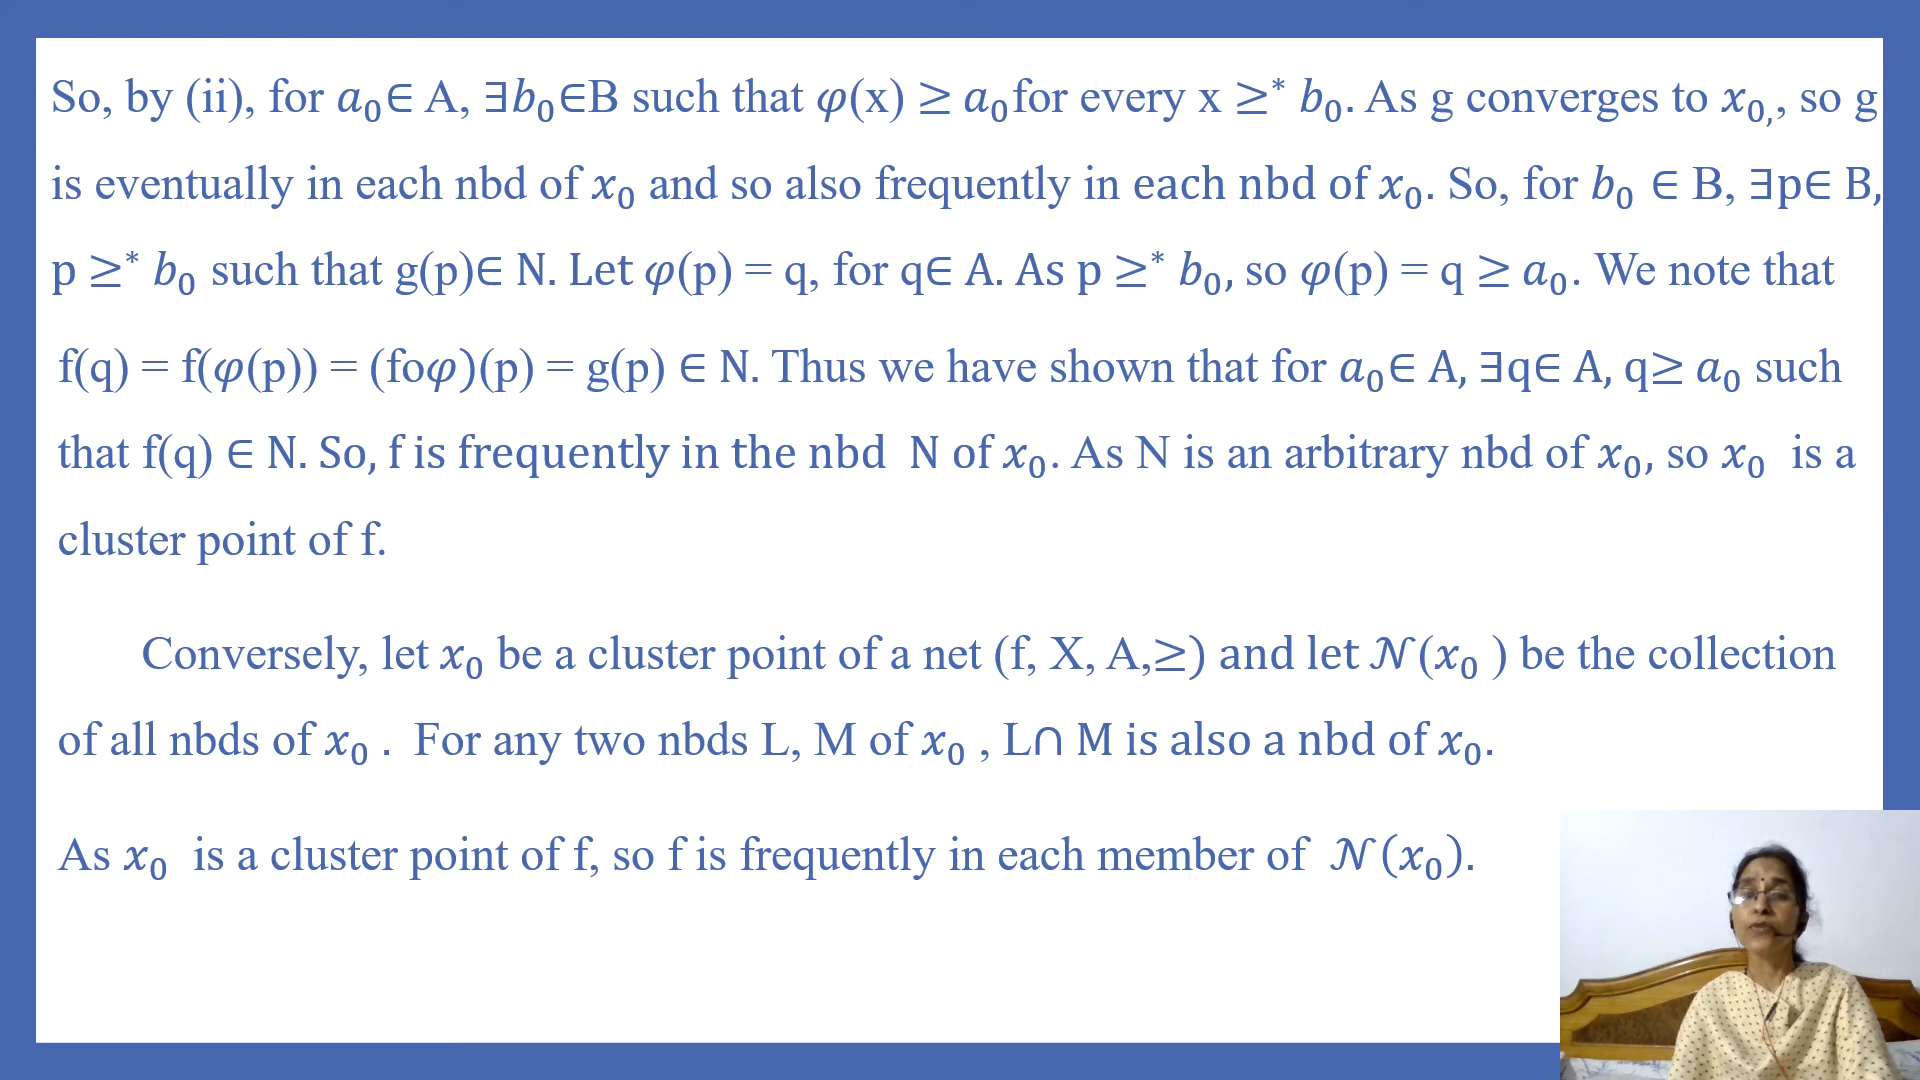 So, by (ii), for 𝑎₀∈ A, ∃𝑏₀∈B such that 𝜑(x) ≥ 𝑎₀for every x ≥* 𝑏₀. As g converges to 𝑥₀,, so g
is eventually in each nbd of 𝑥₀ and so also frequently in each nbd of 𝑥₀. So, for 𝑏₀ ∈ B, ∃p∈ B,
p ≥* 𝑏₀ such that g(p)∈ N. Let 𝜑(p) = q, for q∈ A. As p ≥* 𝑏₀, so 𝜑(p) = q ≥ 𝑎₀. We note that
f(q) = f(𝜑(p)) = (fo𝜑)(p) = g(p) ∈ N. Thus we have shown that for 𝑎₀∈ A, ∃q∈ A, q≥ 𝑎₀ such
that f(q) ∈ N. So, f is frequently in the nbd N of 𝑥₀. As N is an arbitrary nbd of 𝑥₀, so 𝑥₀ is a
cluster point of f.
Conversely, let 𝑥₀ be a cluster point of a net (f, X, A,≥) and let 𝒩(𝑥₀ ) be the collection
of all nbds of 𝑥₀ . For any two nbds L, M of 𝑥₀ , L∩ M is also a nbd of 𝑥₀.
As 𝑥₀ is a cluster point of f, so f is frequently in each member of 𝒩(𝑥₀).